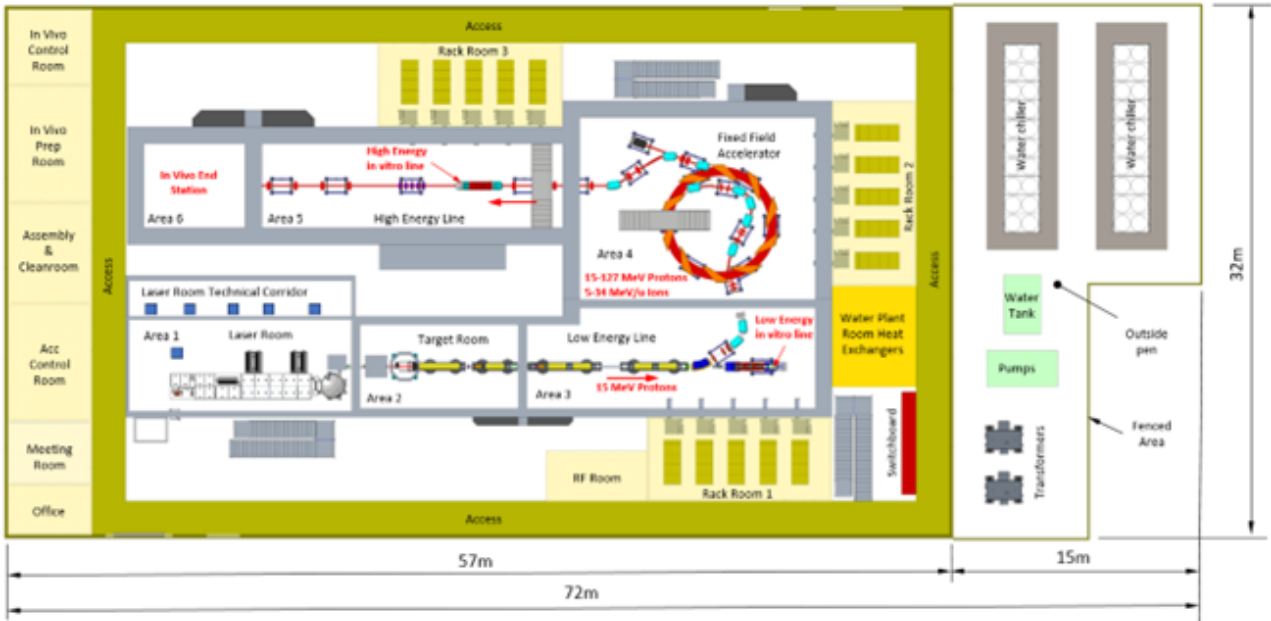 In Vivo
Control
Room
In Vivo
Prep
Room
Assembly
&
Cleanroom
Acc
Control
Room
Meeting
Room
Office
Access
Access
Access
Access
Rack Room 3
In Vivo End
Station
Area 6
Area 5
High Energy
in vitro line
High Energy Line
Fixed Field
Accelerator
Area 4
15-127 MeV Protons
5-34 MeV/u Ions
Rack Room 2
Laser Room Technical Corridor
Area 1
Laser Room
Target Room
Area 2
Low Energy Line
Low Energy
in vitro line
15 MeV Protons
Area 3
Water Plant
Room Heat
Exchangers
RF Room
Rack Room 1
Switchboard
Water chiller
Water chiller
Water
Tank
Pumps
Outside
pen
Transformers
Fenced
Area
32m
57m
15m
72m